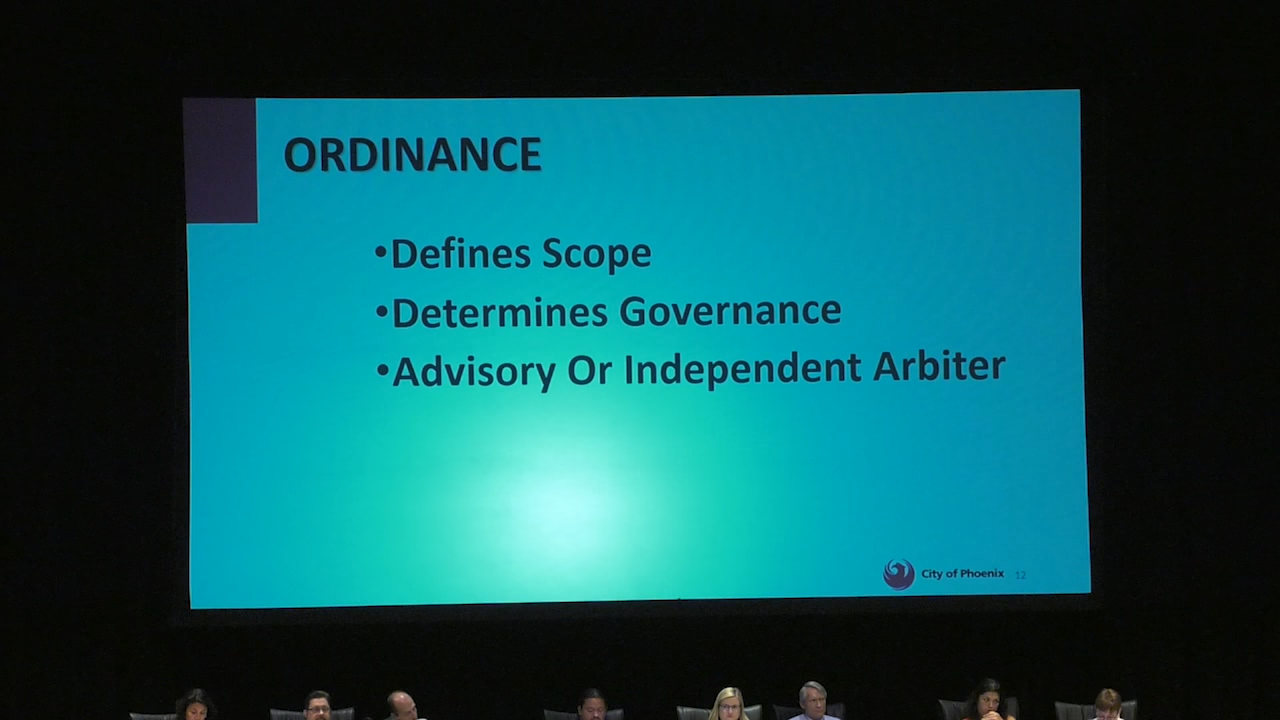 ORDINANCE
•Defines Scope
•Determines Governance
•Advisory Or Independent Arbiter
City of Phoenix 12